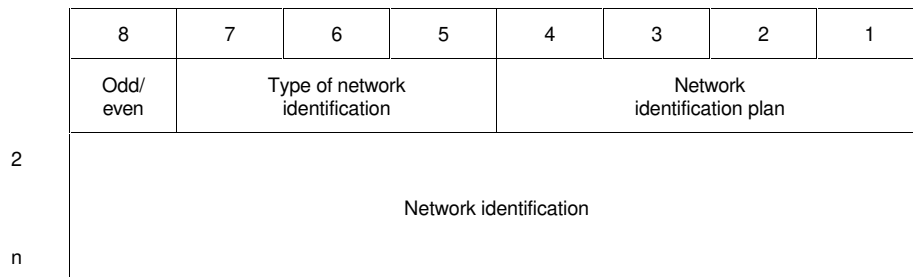 8 7 6 5 4 3 2 1
Odd/ Type of network Network
even identification identification plan
2
Network identification
n